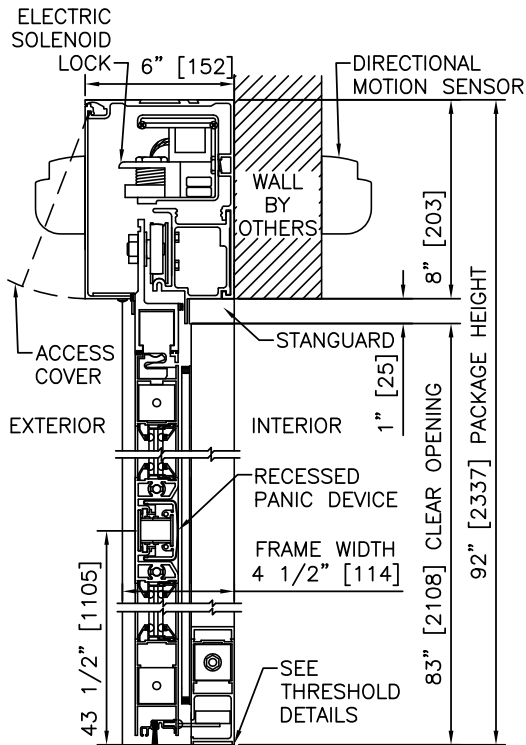 ELECTRIC
SOLENOID
LOCK
6" [152]
DIRECTIONAL
MOTION SENSOR
WALL
BY
OTHERS
8" [203]
STANGUARD
1" [25]
ACCESS
COVER
EXTERIOR
INTERIOR
RECESSED
PANIC DEVICE
FRAME WIDTH
4 1/2" [114]
43 1/2" [1105]
83" [2108] CLEAR OPENING
92" [2337] PACKAGE HEIGHT
SEE
THRESHOLD
DETAILS